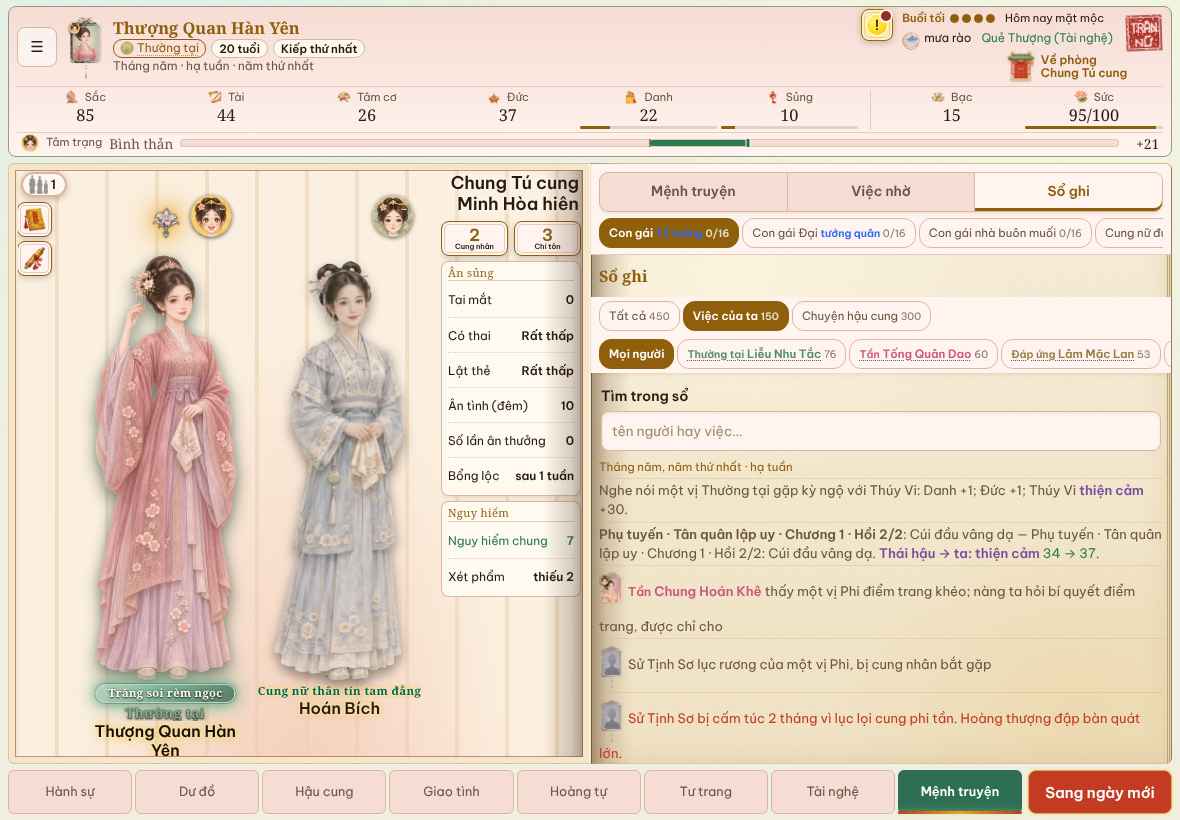 ☰
Thượng Quan Hàn Yên
Thường tại
20 tuổi
Kiếp thứ nhất
Tháng năm · hạ tuần · năm thứ nhất
!
Buổi tối
Hôm nay mặt mộc
mưa rào
Quẻ Thượng (Tài nghệ)
Về phòng
Chung Tú cung
Sắc
85
Tài
44
Tâm cơ
26
Đức
37
Danh
22
Sủng
10
Bạc
15
Sức
95/100
Tâm trạng
Bình thản
+21
1
Chung Tú cung
Minh Hòa hiên
2
Cung nhân
3
Chí tôn
Ân sủng
Tai mắt 0
Có thai Rất thấp
Lật thẻ Rất thấp
Ân tình (đêm) 10
Số lần ân thưởng 0
Bổng lộc sau 1 tuần
Nguy hiểm
Nguy hiểm chung 7
Xét phẩm thiếu 2
Trăng soi rèm ngọc
Thường tại
Thượng Quan Hàn
Yên
Cung nữ thân tín tam đẳng
Hoán Bích
Mệnh truyện
Việc nhờ
Sổ ghi
Con gái Tể tướng 0/16
Con gái Đại tướng quân 0/16
Con gái nhà buôn muối 0/16
Cung nữ
Sổ ghi
Tất cả 450
Việc của ta 150
Chuyện hậu cung 300
Mọi người
Thường tại Liễu Nhu Tắc 76
Tần Tống Quân Dao 60
Đáp ứng Lâm Mặc Lan 53
Tìm trong sổ
tên người hay việc...
Tháng năm, năm thứ nhất · hạ tuần
Nghe nói một vị Thường tại gặp kỳ ngộ với Thúy Vi: Danh +1; Đức +1; Thúy Vi thiện cảm
+30.
Phụ tuyến · Tân quân lập uy · Chương 1 · Hồi 2/2: Cúi đầu vâng dạ — Phụ tuyến · Tân quân
lập uy · Chương 1 · Hồi 2/2: Cúi đầu vâng dạ. Thái hậu → ta: thiện cảm 34 → 37.
Tần Chung Hoán Khê thấy một vị Phi điểm trang khéo; nàng ta hỏi bí quyết điểm
trang, được chỉ cho
Sử Tịnh Sơ lục rương của một vị Phi, bị cung nhân bắt gặp
Sử Tịnh Sơ bị cấm túc 2 tháng vì lục lọi cung phi tần. Hoàng thượng đập bàn quát
lớn.
Hành sự
Dư đồ
Hậu cung
Giao tình
Hoàng tự
Tư trang
Tài nghệ
Mệnh truyện
Sang ngày mới